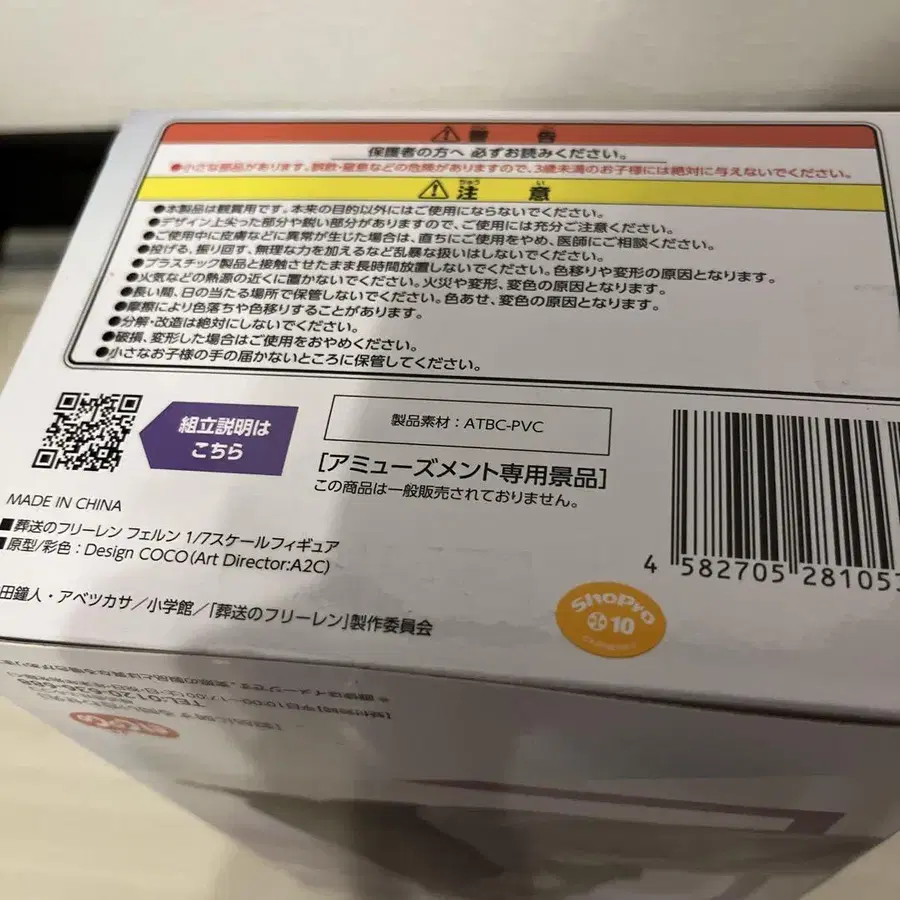 警告
保護者の方へ 必ずお読みください。
●小さな部品があります。誤飲・窒息などの危険がありますので、3歳未満のお子様には絶対に与えないでください。
注意
●本製品は観賞用です。本来の目的以外にはご使用にならないでください。
●デザイン上尖った部分や鋭い部分がありますので、ご使用には充分ご注意ください。
●ご使用中に皮膚などに異常が生じた場合は、直ちにご使用をやめ、医師にご相談ください。
●投げる、振り回す、無理な力を加えるなど乱暴な扱いはしないでください。
●プラスチック製品と接触させたまま長時間放置しないでください。色移りや変形の原因となります。
●火気などの熱源の近くに置かないでください。火災や変形、変色の原因となります。
●長い間、日の当たる場所で保管しないでください。色あせ、変色の原因となります。
●摩擦により色落ちや色移りすることがあります。
●分解・改造は絶対にしないでください。
●破損、変形した場合はご使用をおやめください。
●小さなお子様の手の届かないところに保管してください。
組立説明は
こちら
製品素材：ATBC-PVC
[アミューズメント専用景品]
この商品は一般販売されておりません。
MADE IN CHINA
■葬送のフリーレン フェルン 1/7スケールフィギュア
■原型/彩色：Design COCO(Art Director:A2C)
田鐘人・アベツカサ／小学館／「葬送のフリーレン」製作委員会
4 582705 28105
ShoPro
10
TEL:0120-636-688